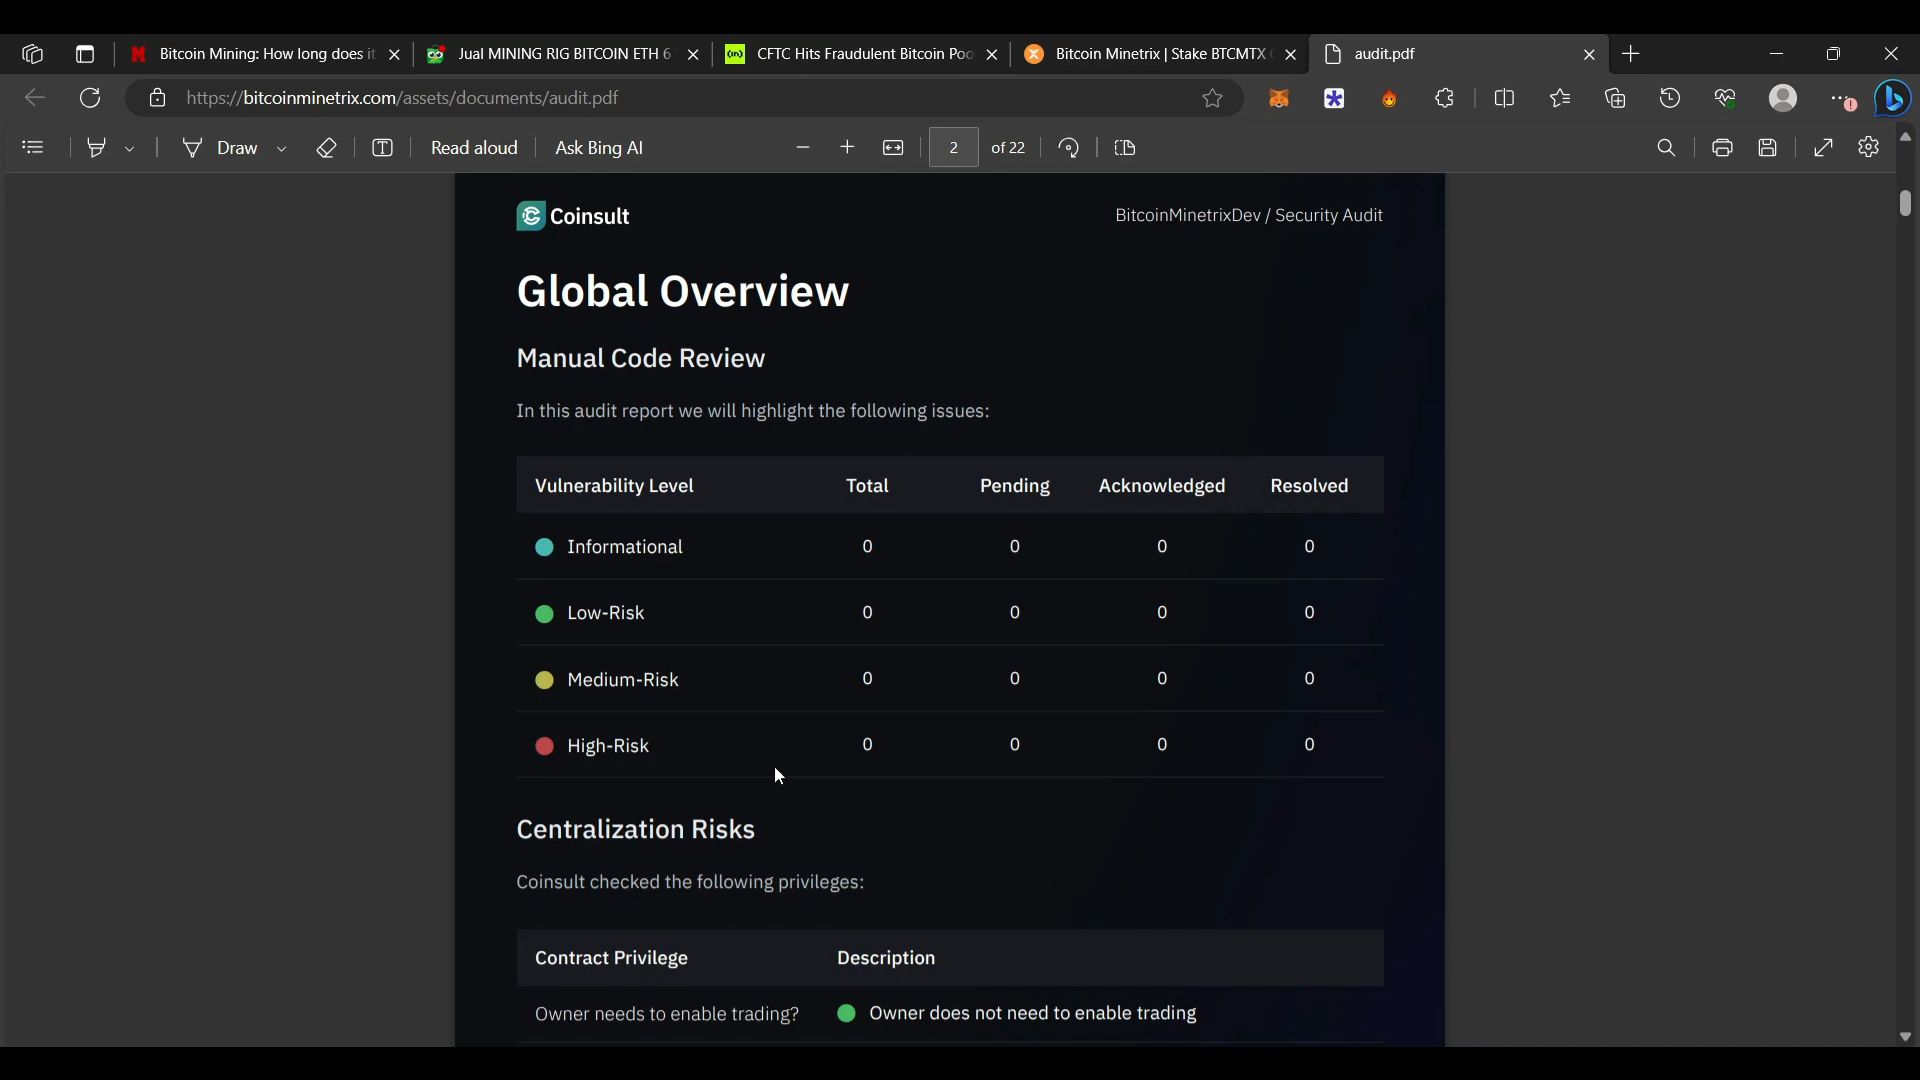 Bitcoin Mining: How long does it
Jual MINING RIG BITCOIN ETH 6
CFTC Hits Fraudulent Bitcoin Poo
Bitcoin Minetrix | Stake BTCMTX
audit.pdf
https://bitcoinminetrix.com/assets/documents/audit.pdf
Draw
Read aloud
Ask Bing AI
2 of 22
Coinsult
BitcoinMinetrixDev / Security Audit
Global Overview
Manual Code Review
In this audit report we will highlight the following issues:
Vulnerability Level Total Pending Acknowledged Resolved
Informational 0 0 0 0
Low-Risk 0 0 0 0
Medium-Risk 0 0 0 0
High-Risk 0 0 0 0
Centralization Risks
Coinsult checked the following privileges:
Contract Privilege Description
Owner needs to enable trading? Owner does not need to enable trading